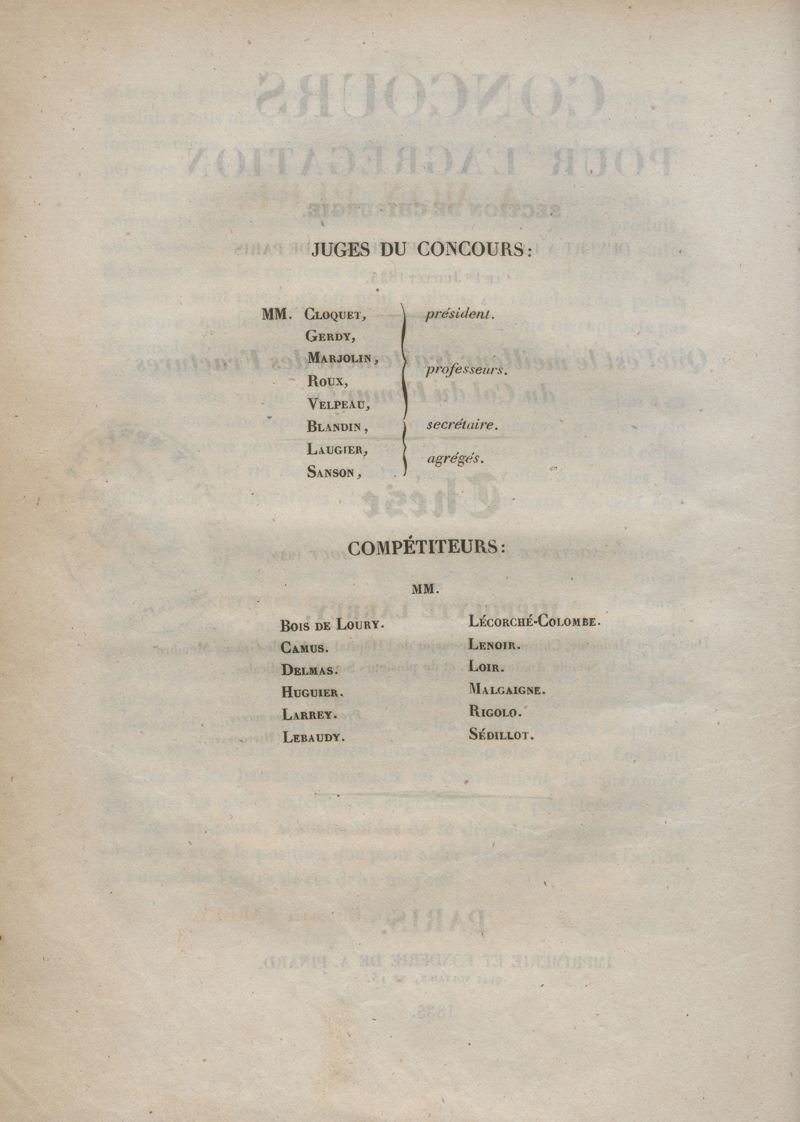 JUGES DU CONCOURS:
MM. CLOQUET, président.
GERDY,
MARJOLIN,
professeurs.
ROUX,
VELPEAU,
BLANDIN, secrétaire.
LAUGIER,
agrégés.
SANSON,
COMPÉTITEURS:
MM.
BOIS DE LOURY.
CAMUS.
DELMAS.
HUGUIER.
LARREY.
LEBAUDY.
LÉCORCHÉ-COLOMBE.
LENOIR.
LOIR.
MALGAIGNE.
RIGOLO.
SÉDILLOT.